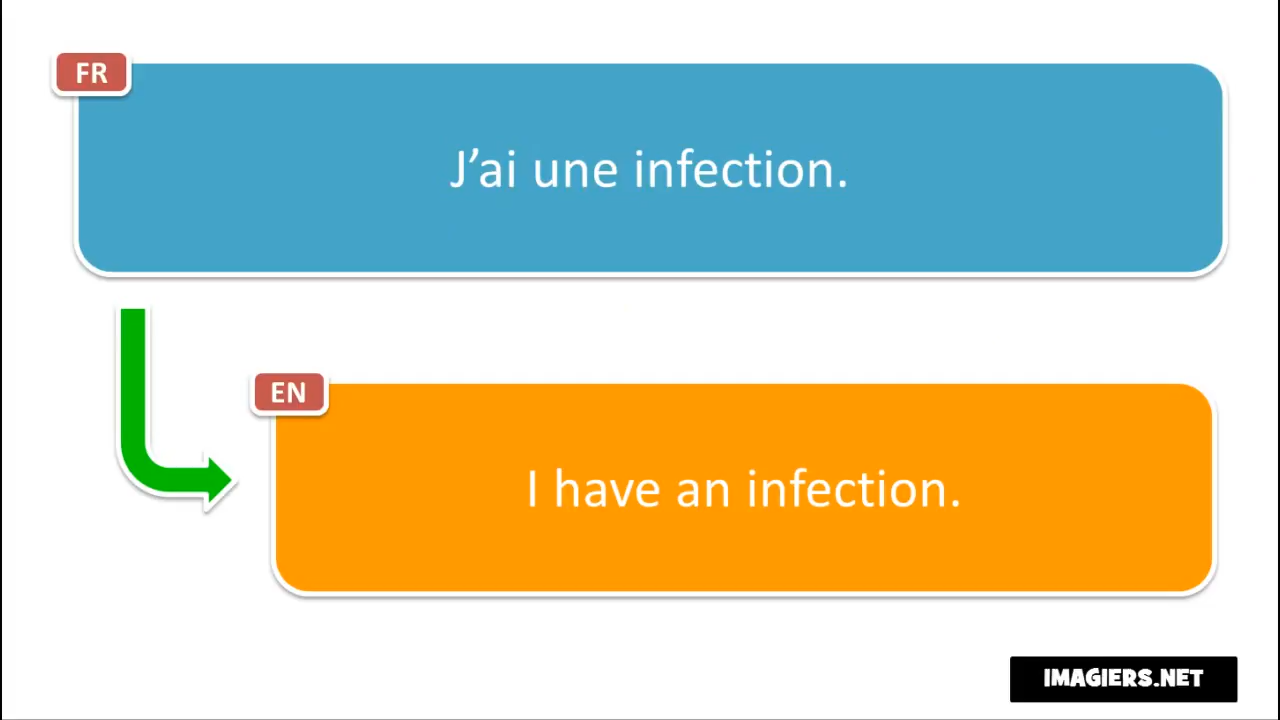 FR
J’ai une infection.
EN
I have an infection.
IMAGIERS.NET